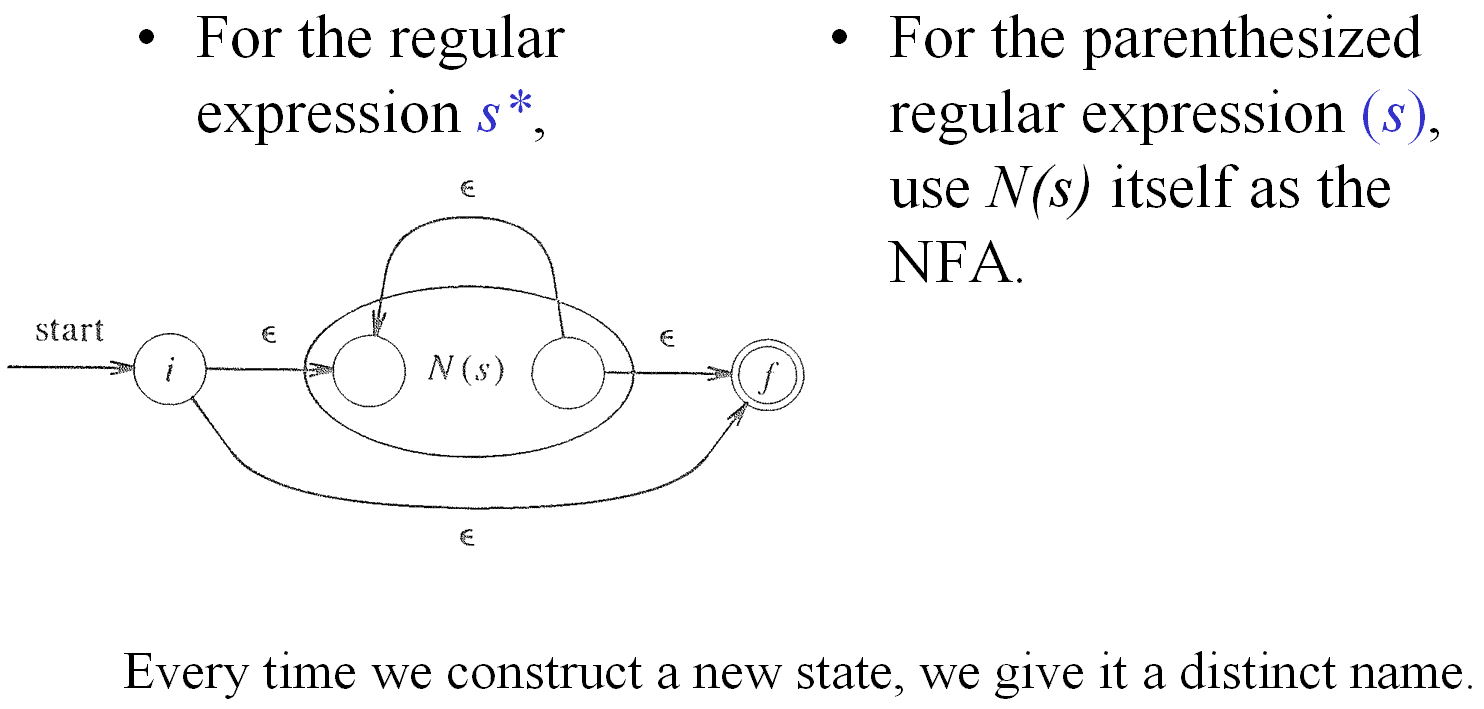 • For the regular
expression s*,
• For the parenthesized
regular expression (s),
use N(s) itself as the
NFA.
ϵ
start
ϵ
ϵ
i
N(s)
f
ϵ
Every time we construct a new state, we give it a distinct name.